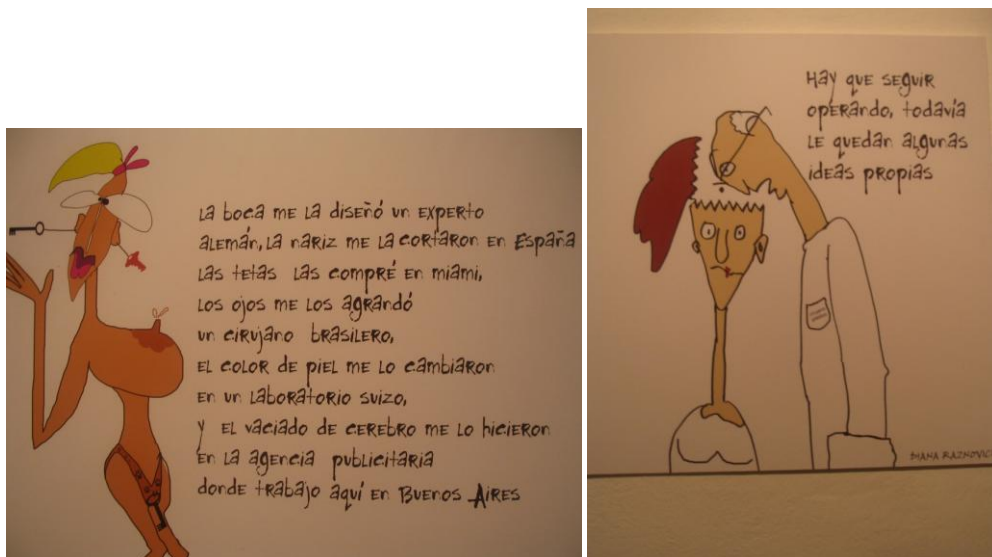 La boca me la diseñó un experto
alemán, la nariz me la cortaron en España
las tetas las compré en miami,
los ojos me los agrandó
un cirujano brasilero,
el color de piel me lo cambiaron
en un laboratorio suizo,
y el vaciado de cerebro me lo hicieron
en la agencia publicitaria
donde trabajo aquí en Buenos Aires
Hay que seguir
operando, todavía
le quedan algunas
ideas propias
DIANA RAZNOVICH